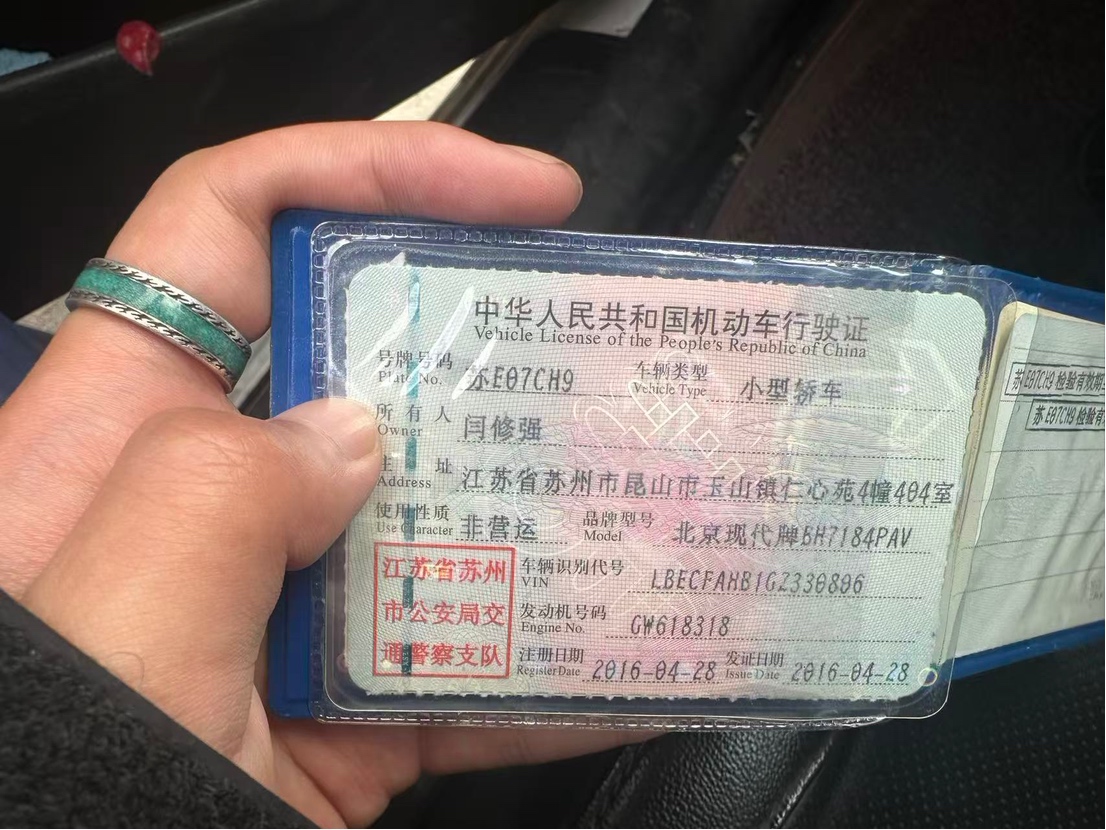 中华人民共和国机动车行驶证
Vehicle License of the People's Republic of China
号牌号码 苏E07CH9 车辆类型 小型轿车
Plate No. Vehicle Type
所有人 闫修强
Owner
住址 江苏省苏州市昆山市玉山镇仁心苑4幢404室
Address
使用性质 非营运 品牌型号 北京现代牌BH7184PAV
Use Character Model
江苏省苏州
市公安局交
通警察支队
车辆识别代号 LBECFAHB1GZ330806
VIN
发动机号码 GW618318
Engine No.
注册日期 2016-04-28 发证日期 2016-04-28
Register Date Issue Date
苏E07CH9 检验有效期
苏E07CH9 检验有